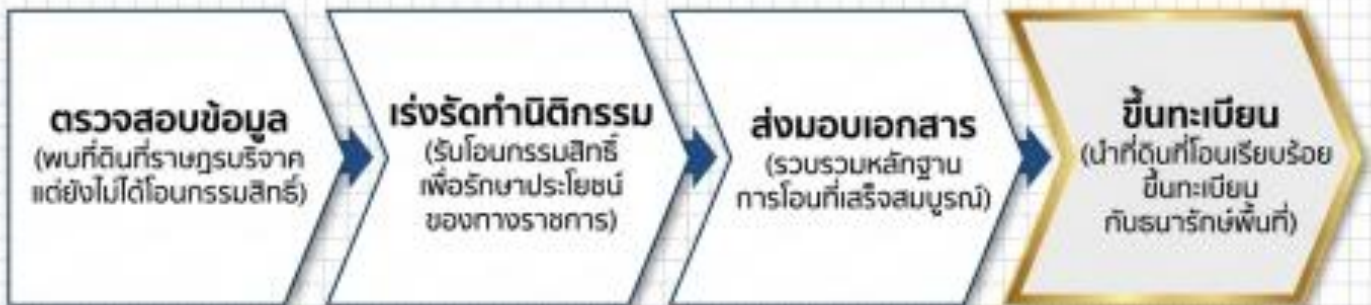 ตรวจสอบข้อมูล
(พบที่ดินที่ราษฎรบริจาค
แต่ยังไม่ได้โอนกรรมสิทธิ์)
เร่งรัดทำนิติกรรม
(รับโอนกรรมสิทธิ์
เพื่อรักษาประโยชน์
ของทางราชการ)
ส่งมอบเอกสาร
(รวบรวมหลักฐาน
การโอนที่เสร็จสมบูรณ์)
ขึ้นทะเบียน
(นำที่ดินที่โอนเรียบร้อย
ขึ้นทะเบียน
กับธนารักษ์พื้นที่)